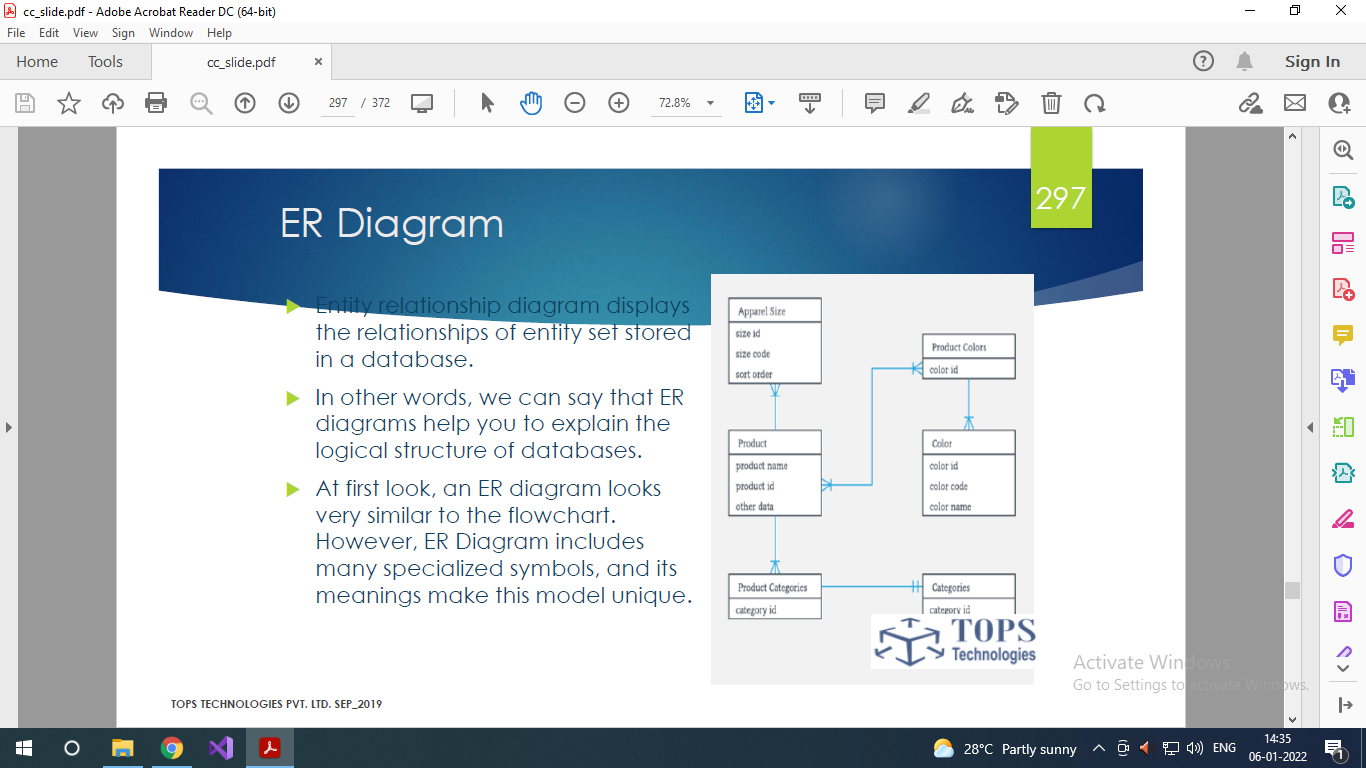 cc_slide.pdf - Adobe Acrobat Reader DC (64-bit)
File Edit View Sign Window Help
Home Tools cc_slide.pdf × Sign In
297 / 372 72.8%
297
ER Diagram
Entity relationship diagram displays
the relationships of entity set stored
in a database.
In other words, we can say that ER
diagrams help you to explain the
logical structure of databases.
At first look, an ER diagram looks
very similar to the flowchart.
However, ER Diagram includes
many specialized symbols, and its
meanings make this model unique.
Apparel Size
size id
size code
sort order
Product Colors
color id
Product
product name
product id
other data
Color
color id
color code
color name
Product Categories
category id
Categories
category id
TOPS
Technologies
TOPS TECHNOLOGIES PVT. LTD. SEP_2019
Activate Windows
Go to Settings to activate Windows.
28°C Partly sunny
ENG
14:35
06-01-2022
1